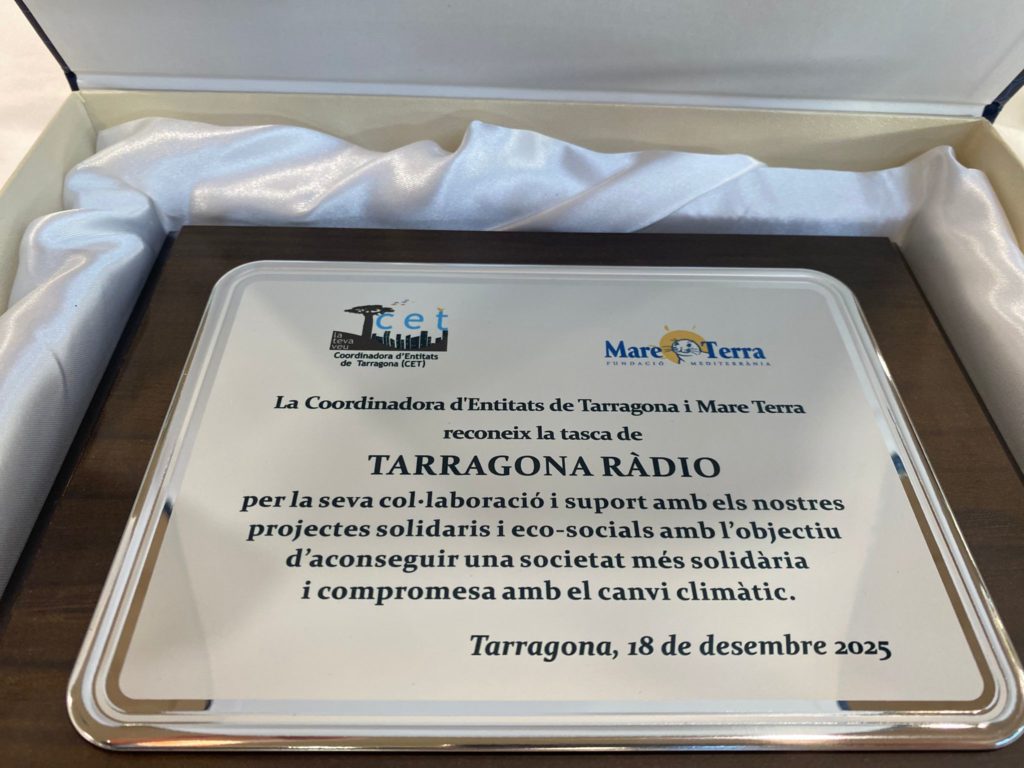 la
teva
veu
cet
Coordinadora d'Entitats
de Tarragona (CET)
Mare Terra
FUNDACIÓ MEDITERRÀNIA
La Coordinadora d'Entitats de Tarragona i Mare Terra
reconeix la tasca de
TARRAGONA RÀDIO
per la seva col·laboració i suport amb els nostres
projectes solidaris i eco-socials amb l'objectiu
d'aconseguir una societat més solidària
i compromesa amb el canvi climàtic.
Tarragona, 18 de desembre 2025